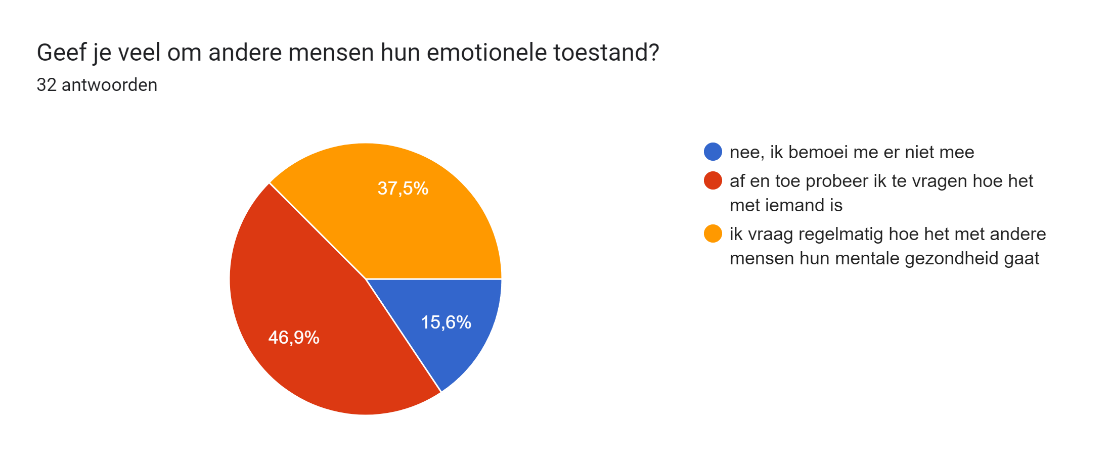 Geef je veel om andere mensen hun emotionele toestand?
32 antwoorden
37,5%
15,6%
46,9%
nee, ik bemoei me er niet mee
af en toe probeer ik te vragen hoe het
met iemand is
ik vraag regelmatig hoe het met andere
mensen hun mentale gezondheid gaat